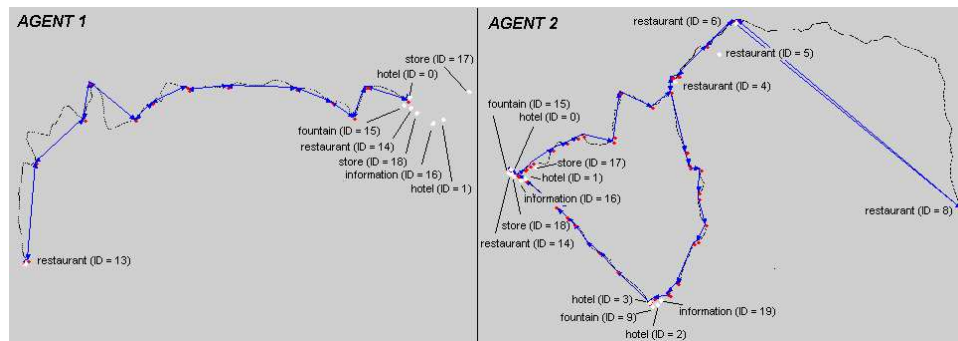 AGENT 1
store (ID = 17)
hotel (ID = 0)
fountain (ID = 15)
restaurant (ID = 14)
store (ID = 18)
information (ID = 16)
hotel (ID = 1)
restaurant (ID = 13)
AGENT 2
restaurant (ID = 6)
restaurant (ID = 5)
restaurant (ID = 4)
fountain (ID = 15)
hotel (ID = 0)
store (ID = 17)
hotel (ID = 1)
information (ID = 16)
restaurant (ID = 8)
store (ID = 18)
restaurant (ID = 14)
hotel (ID = 3)
information (ID = 19)
fountain (ID = 9)
hotel (ID = 2)